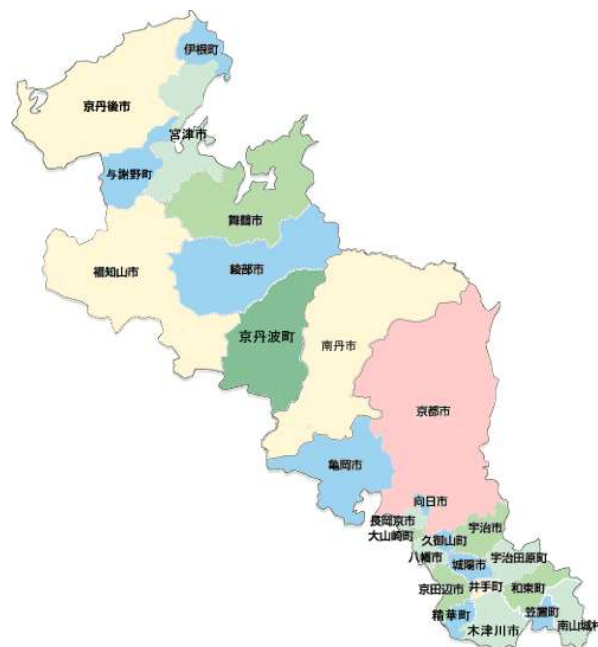 伊根町
京丹後市
宮津市
与謝野町
舞鶴市
福知山市
綾部市
京丹波町
南丹市
京都市
亀岡市
向日市
長岡京市
宇治市
大山崎町
久御山町
八幡市
宇治田原町
城陽市
京田辺市
井手町
和束町
精華町
笠置町
木津川市
南山城村